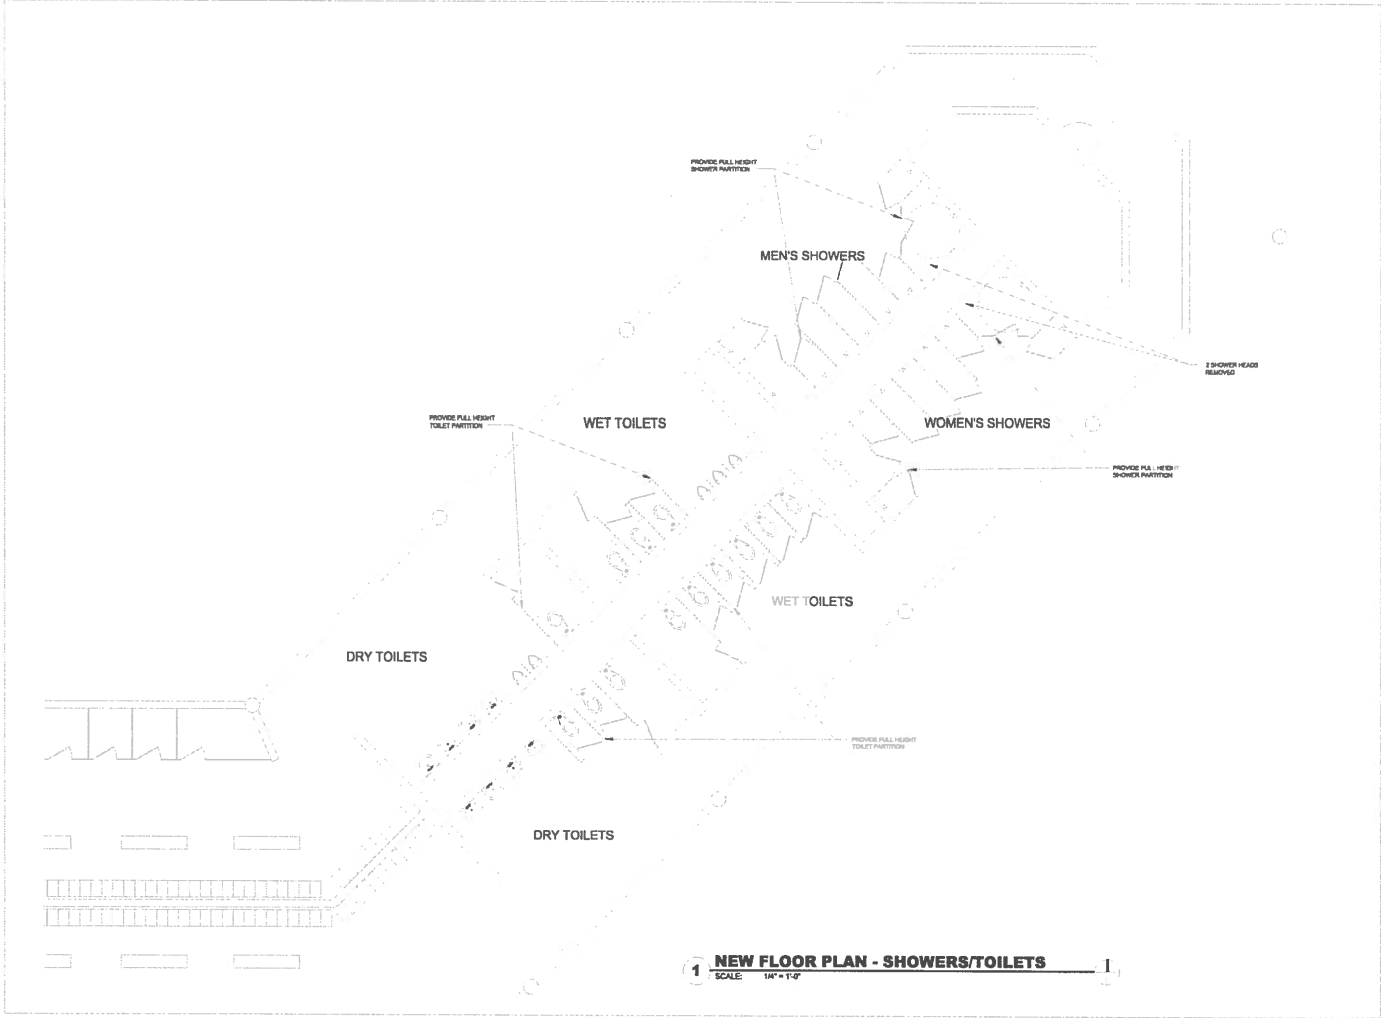 PROVIDE FULL HEIGHT
SHOWER PARTITION
MEN'S SHOWERS
2 SHOWER HEADS
REMOVED
PROVIDE FULL HEIGHT
TOILET PARTITION
WET TOILETS
WOMEN'S SHOWERS
PROVIDE FULL HEIGHT
SHOWER PARTITION
WET TOILETS
DRY TOILETS
PROVIDE FULL HEIGHT
TOILET PARTITION
DRY TOILETS
1 NEW FLOOR PLAN - SHOWERS/TOILETS 1
SCALE: 1/4" = 1'-0"